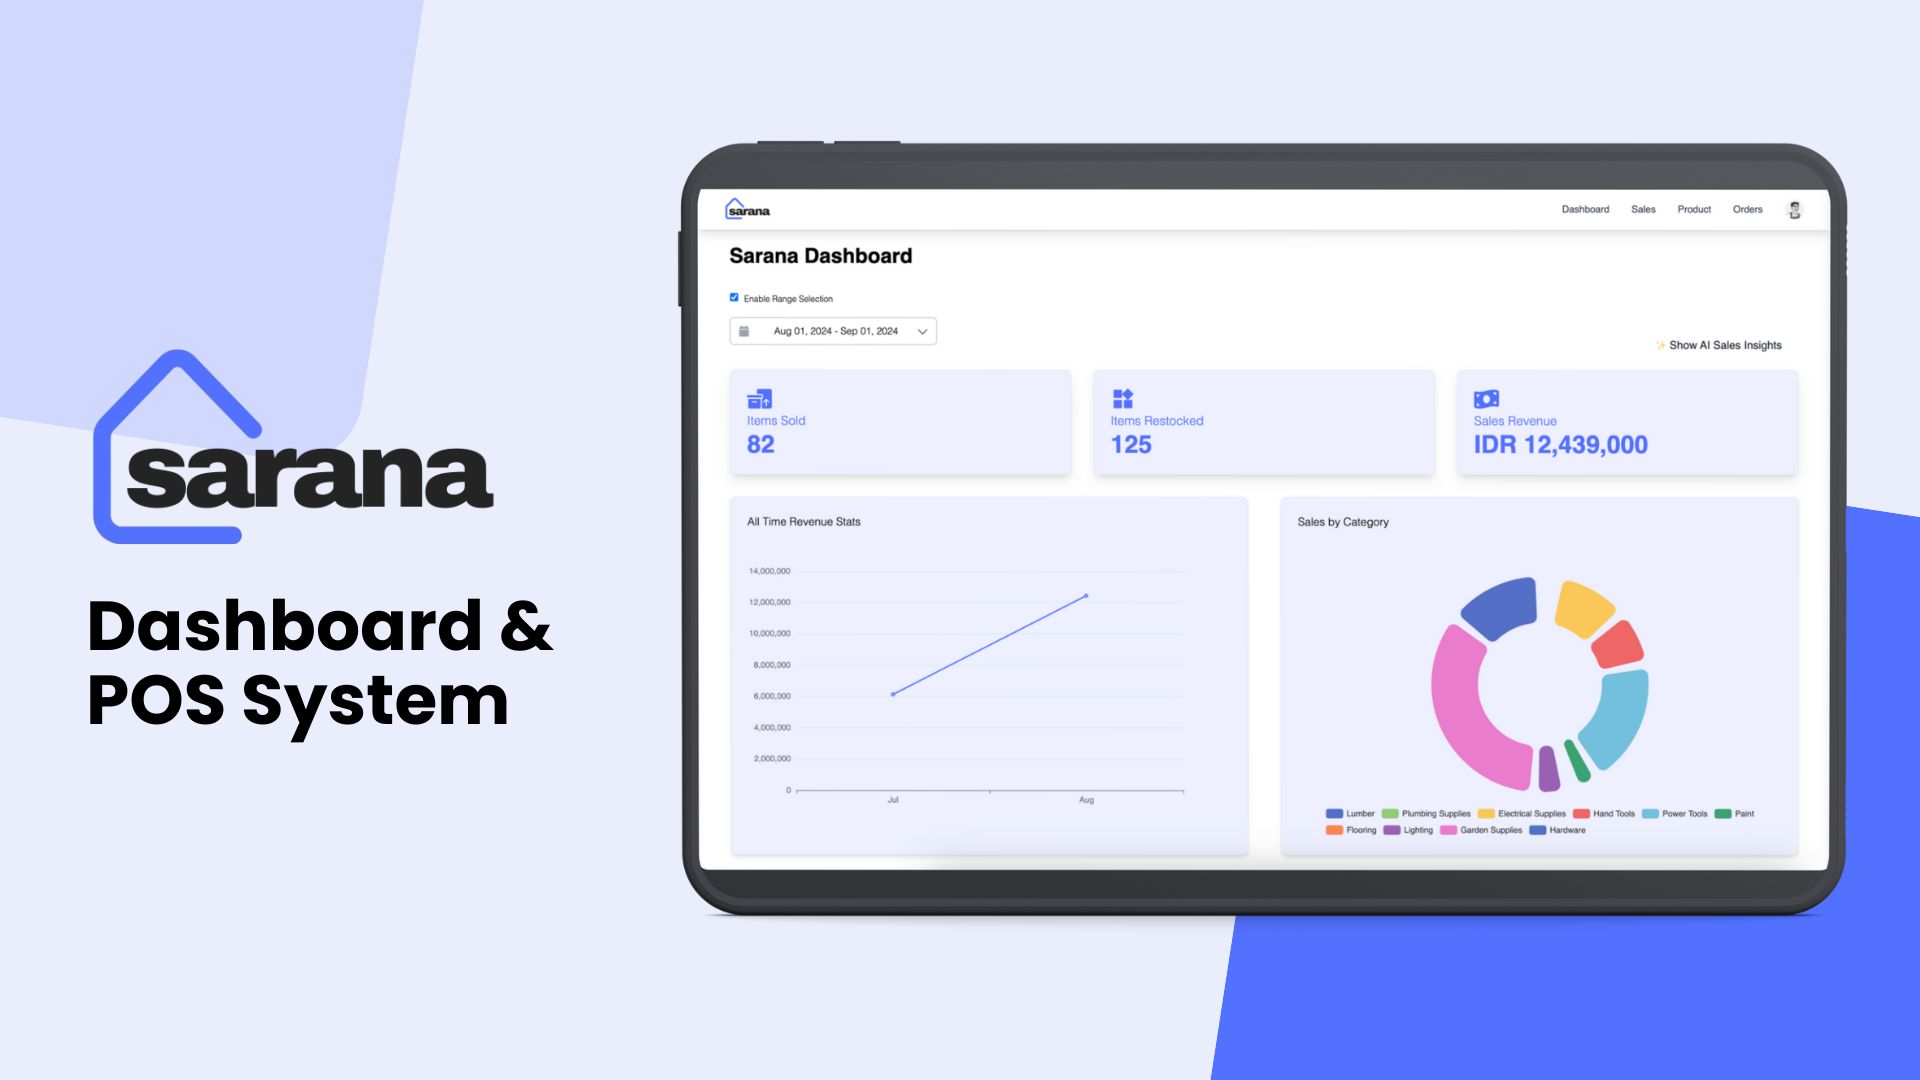 sarana
Dashboard &
POS System
sarana
Dashboard Sales Product Orders
Sarana Dashboard
Enable Range Selection
Aug 01, 2024 - Sep 01, 2024
Show AI Sales Insights
Items Sold
82
Items Restocked
125
Sales Revenue
IDR 12,439,000
All Time Revenue Stats
14,000,000
12,000,000
10,000,000
8,000,000
6,000,000
4,000,000
2,000,000
0
Jul Aug
Sales by Category
Lumber Plumbing Supplies Electrical Supplies Hand Tools Power Tools Paint
Flooring Lighting Garden Supplies Hardware